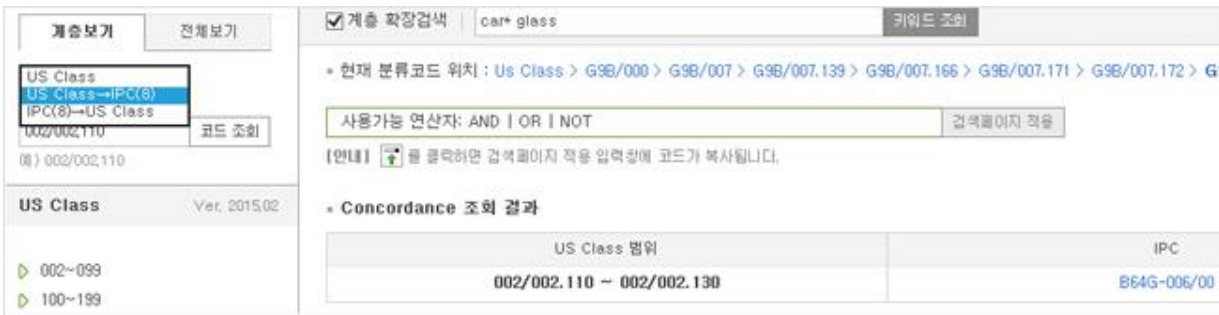 계층보기
전체보기
US Class
US Class→IPC(8)
IPC(8)→US Class
002/002,110
코드 조회
예) 002/002,110
US Class
Ver. 2015.02
002~099
100~199
계층 확장검색
car+ glass
키워드 조회
현재 분류코드 위치 : Us Class > G9B/000 > G9B/007 > G9B/007.139 > G9B/007.166 > G9B/007.171 > G9B/007.172 > G
사용가능 연산자: AND | OR | NOT
검색페이지 적용
[안내] 를 클릭하면 검색페이지 적용 입력창에 코드가 복사됩니다.
Concordance 조회 결과
US Class 범위
IPC
002/002.110 ~ 002/002.130
B64G-006/00